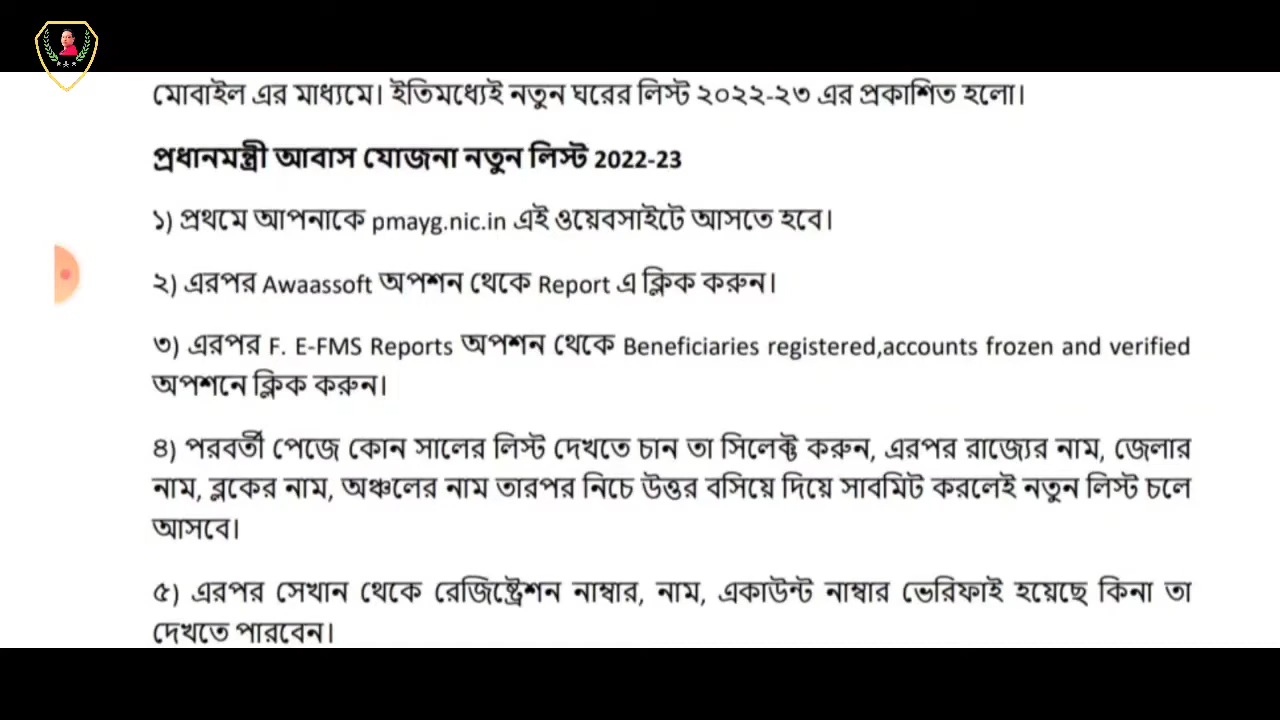 মোবাইল এর মাধ্যমে। ইতিমধ্যেই নতুন ঘরের লিস্ট ২০২২-২৩ এর প্রকাশিত হলো।
প্রধানমন্ত্রী আবাস যোজনা নতুন লিস্ট 2022-23
১) প্রথমে আপনাকে pmayg.nic.in এই ওয়েবসাইটে আসতে হবে।
২) এরপর Awaassoft অপশন থেকে Report এ ক্লিক করুন।
৩) এরপর F. E-FMS Reports অপশন থেকে Beneficiaries registered,accounts frozen and verified
অপশনে ক্লিক করুন।
৪) পরবর্তী পেজে কোন সালের লিস্ট দেখতে চান তা সিলেক্ট করুন, এরপর রাজ্যের নাম, জেলার
নাম, ব্লকের নাম, অঞ্চলের নাম তারপর নিচে উত্তর বসিয়ে দিয়ে সাবমিট করলেই নতুন লিস্ট চলে
আসবে।
৫) এরপর সেখান থেকে রেজিষ্ট্রেশন নাম্বার, নাম, একাউন্ট নাম্বার ভেরিফাই হয়েছে কিনা তা
দেখতে পারবেন।